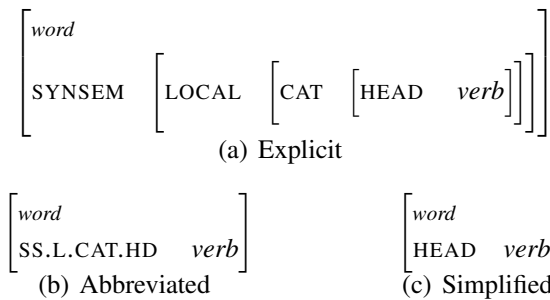 word
SYNSEM LOCAL CAT HEAD verb
(a) Explicit
word word
SS.L.CAT.HD verb HEAD verb
(b) Abbreviated (c) Simplified